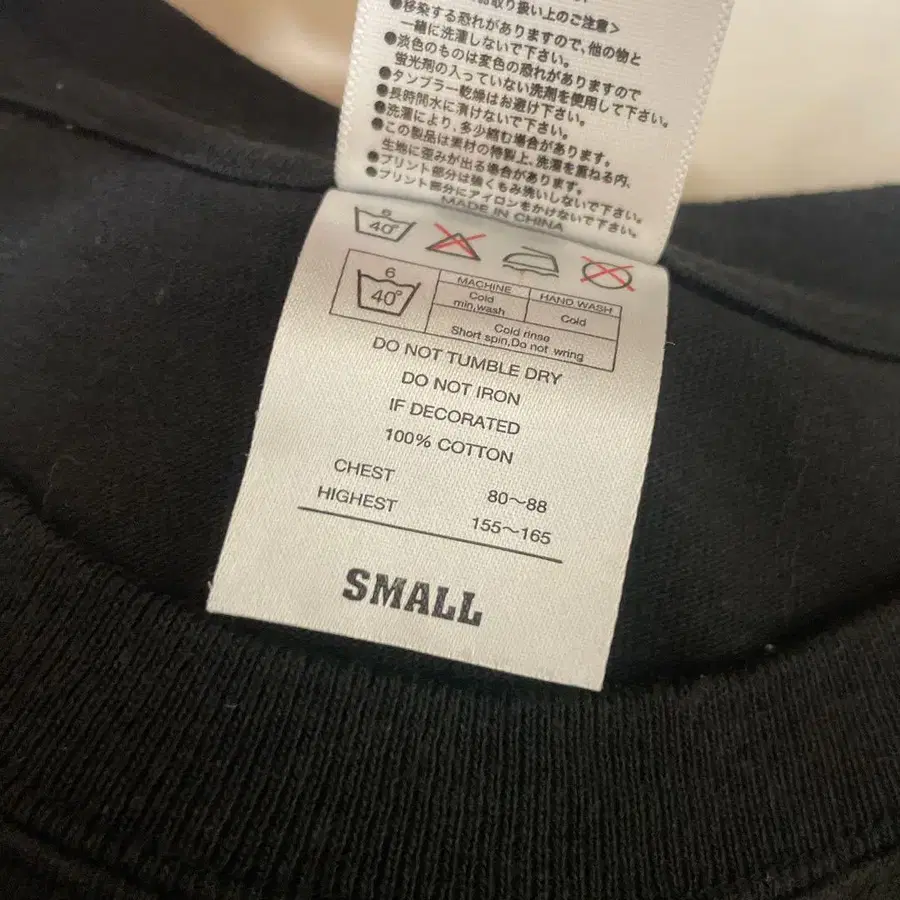 取り扱い上のご注意>
●移染する恐れがありますので、他の物と
一緒に洗濯しないで下さい。
●淡色のものは変色の恐れがありますので
蛍光剤の入っていない洗剤を使用して下さい。
●タンブラー乾燥はお避け下さい。
●長時間水に漬けないで下さい。
●洗濯により、多少縮む場合があります。
●この製品は素材の特製上、洗濯を重ねる内、
生地に歪みが出る場合があります。
●プリント部分は強くもみ洗いしないで下さい。
●プリント部分にアイロンをかけないで下さい。
MADE IN CHINA
6
40°
6
40°
MACHINE HAND WASH
Cold
min,wash
Cold
Cold rinse
Short spin,Do not wring
DO NOT TUMBLE DRY
DO NOT IRON
IF DECORATED
100% COTTON
CHEST 80～88
HIGHEST 155～165
SMALL